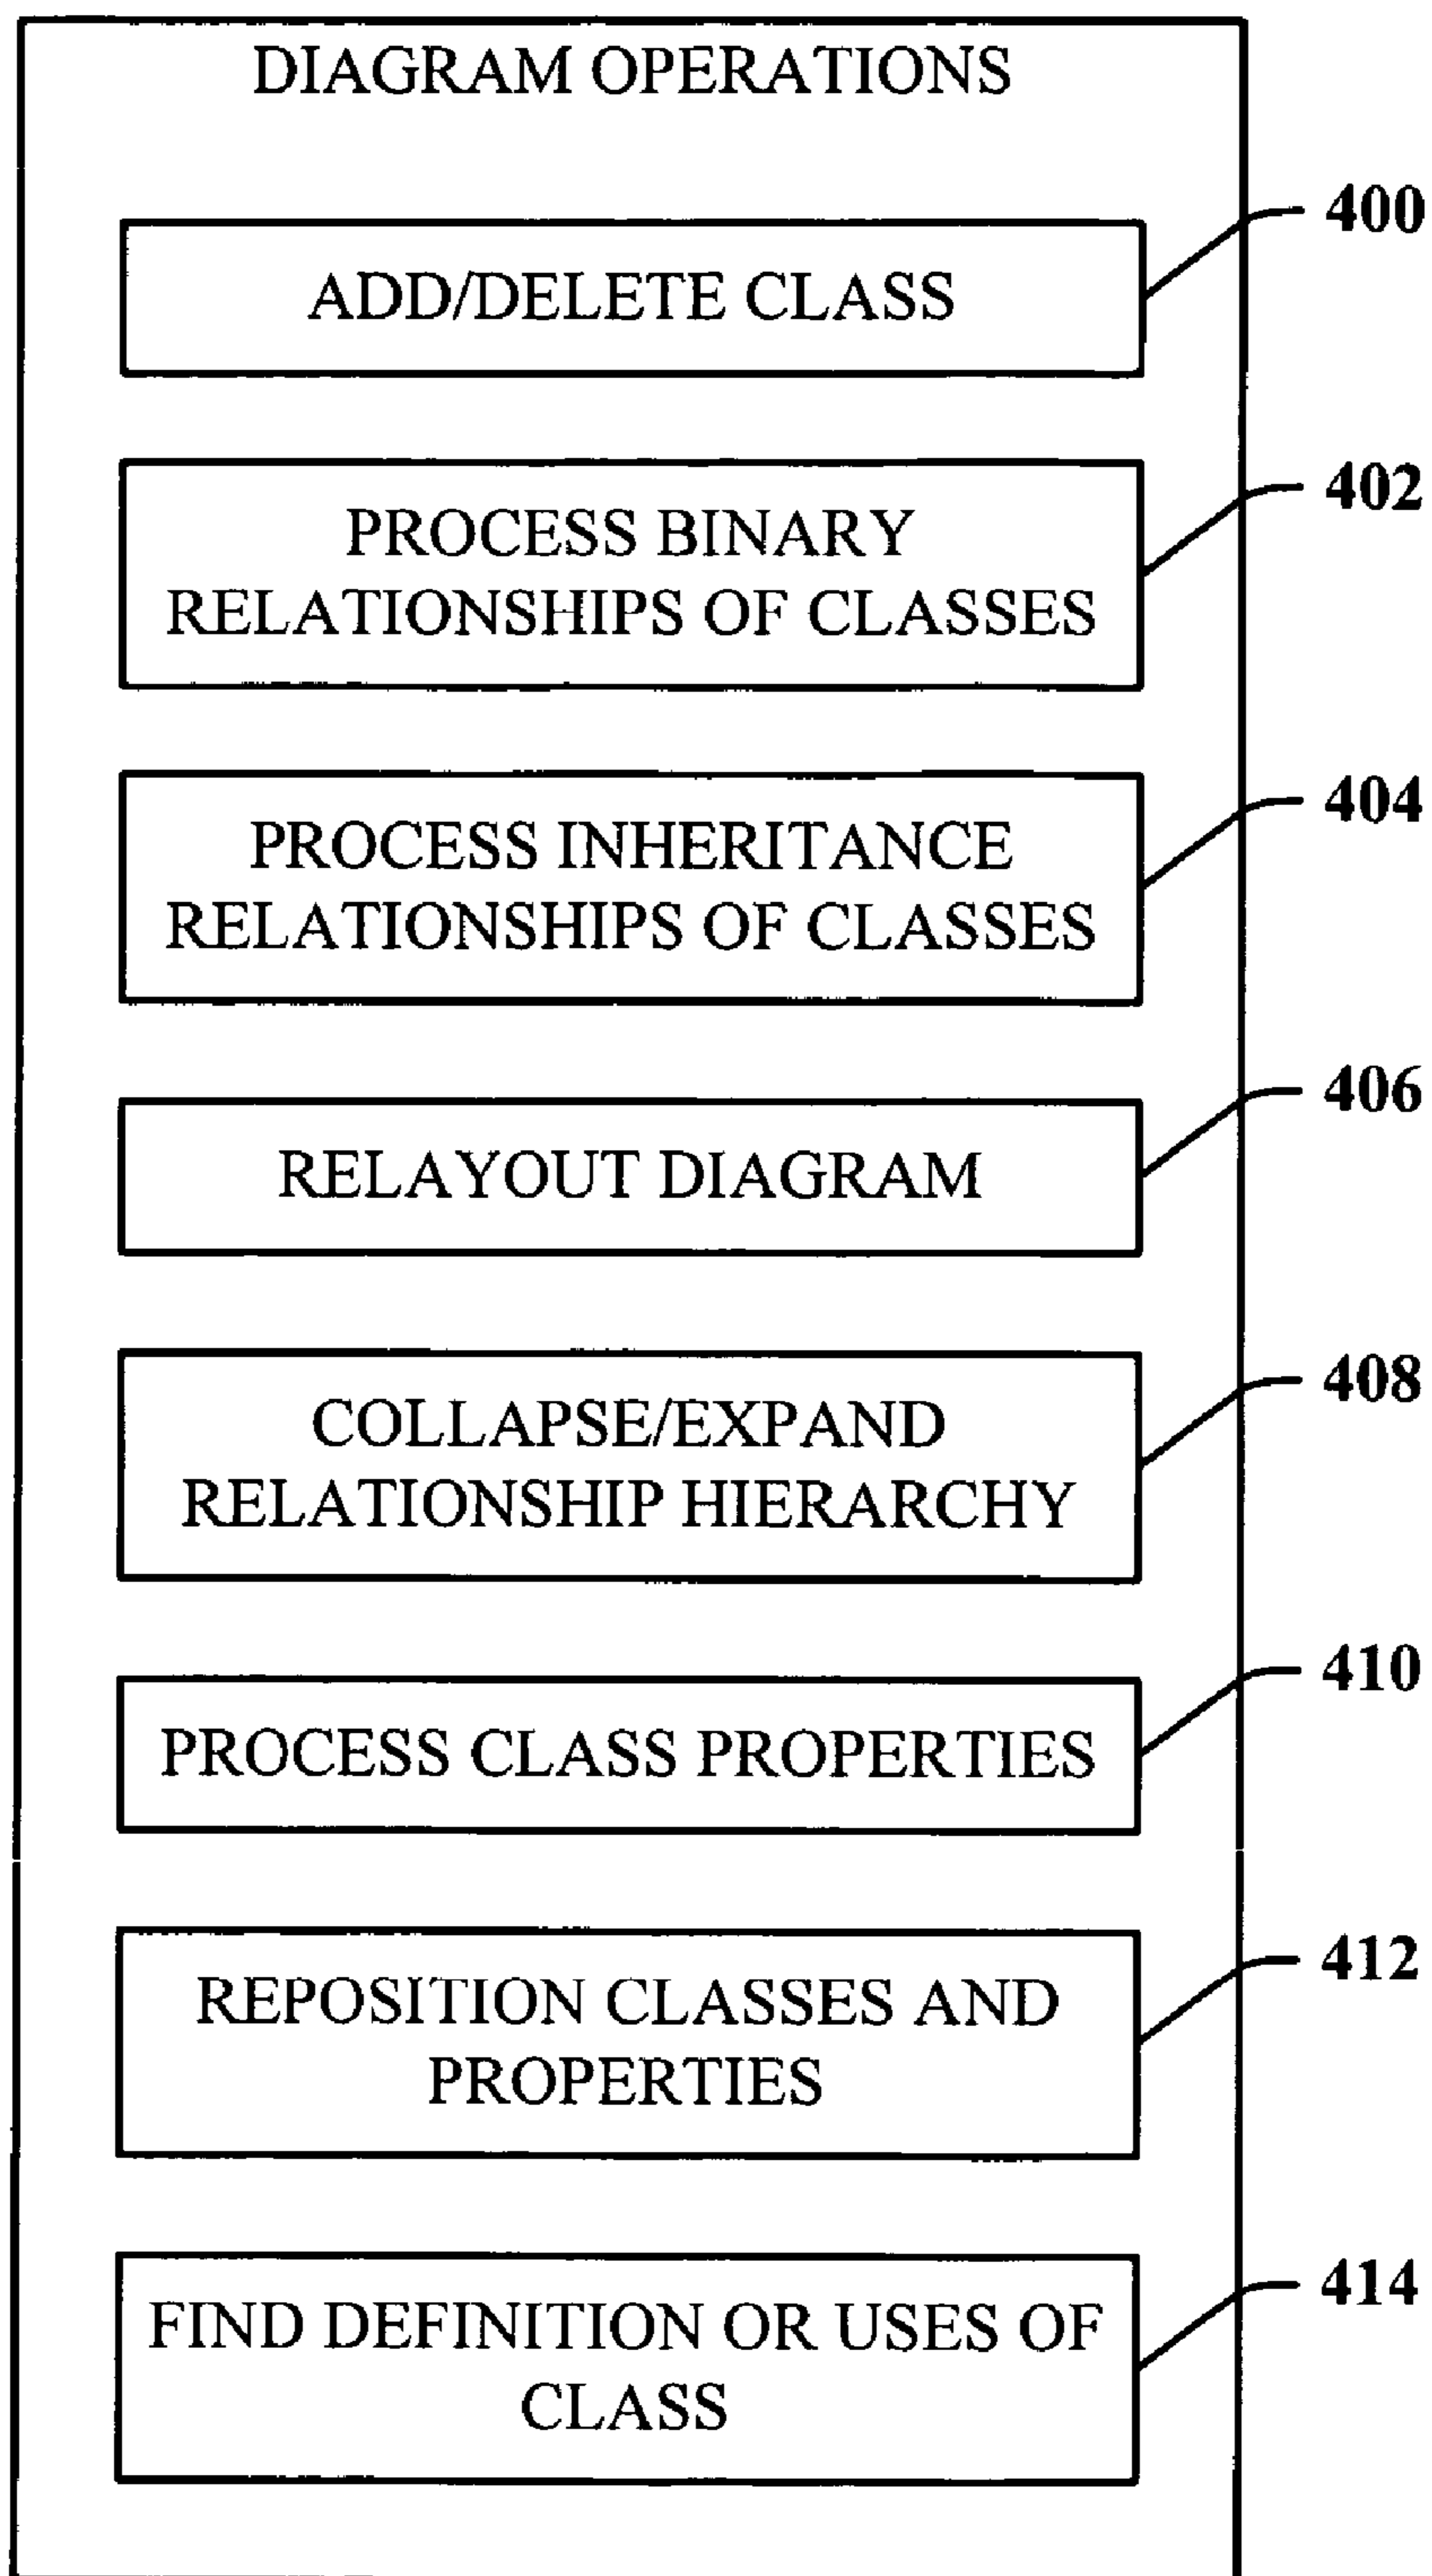 DIAGRAM OPERATIONS
ADD/DELETE CLASS
400
PROCESS BINARY
RELATIONSHIPS OF CLASSES
402
PROCESS INHERITANCE
RELATIONSHIPS OF CLASSES
404
RELAYOUT DIAGRAM
406
COLLAPSE/EXPAND
RELATIONSHIP HIERARCHY
408
PROCESS CLASS PROPERTIES
410
REPOSITION CLASSES AND
PROPERTIES
412
FIND DEFINITION OR USES OF
CLASS
414